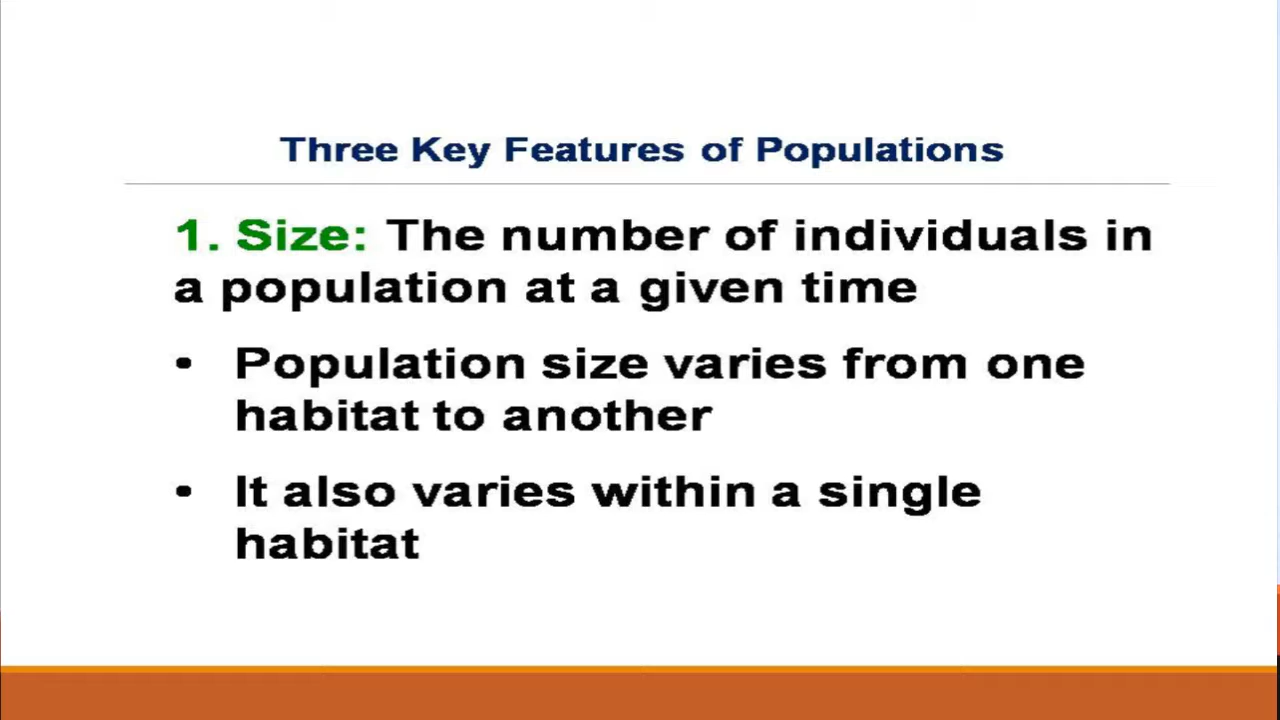 Three Key Features of Populations
1. Size: The number of individuals in
a population at a given time
• Population size varies from one
habitat to another
• It also varies within a single
habitat